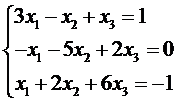 3x₁ − x₂ + x₃ = 1
−x₁ − 5x₂ + 2x₃ = 0
x₁ + 2x₂ + 6x₃ = −1